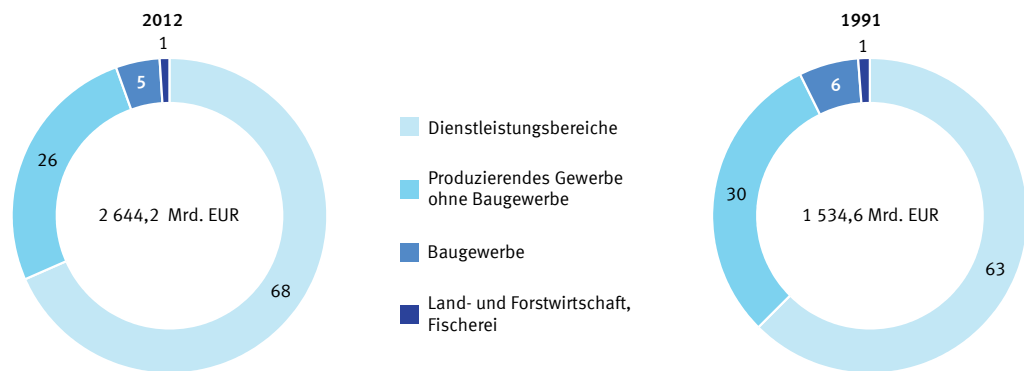 2012
1
5
26
2 644,2 Mrd. EUR
68
Dienstleistungsbereiche
Produzierendes Gewerbe
ohne Baugewerbe
Baugewerbe
Land- und Forstwirtschaft,
Fischerei
1991
1
6
30
1 534,6 Mrd. EUR
63